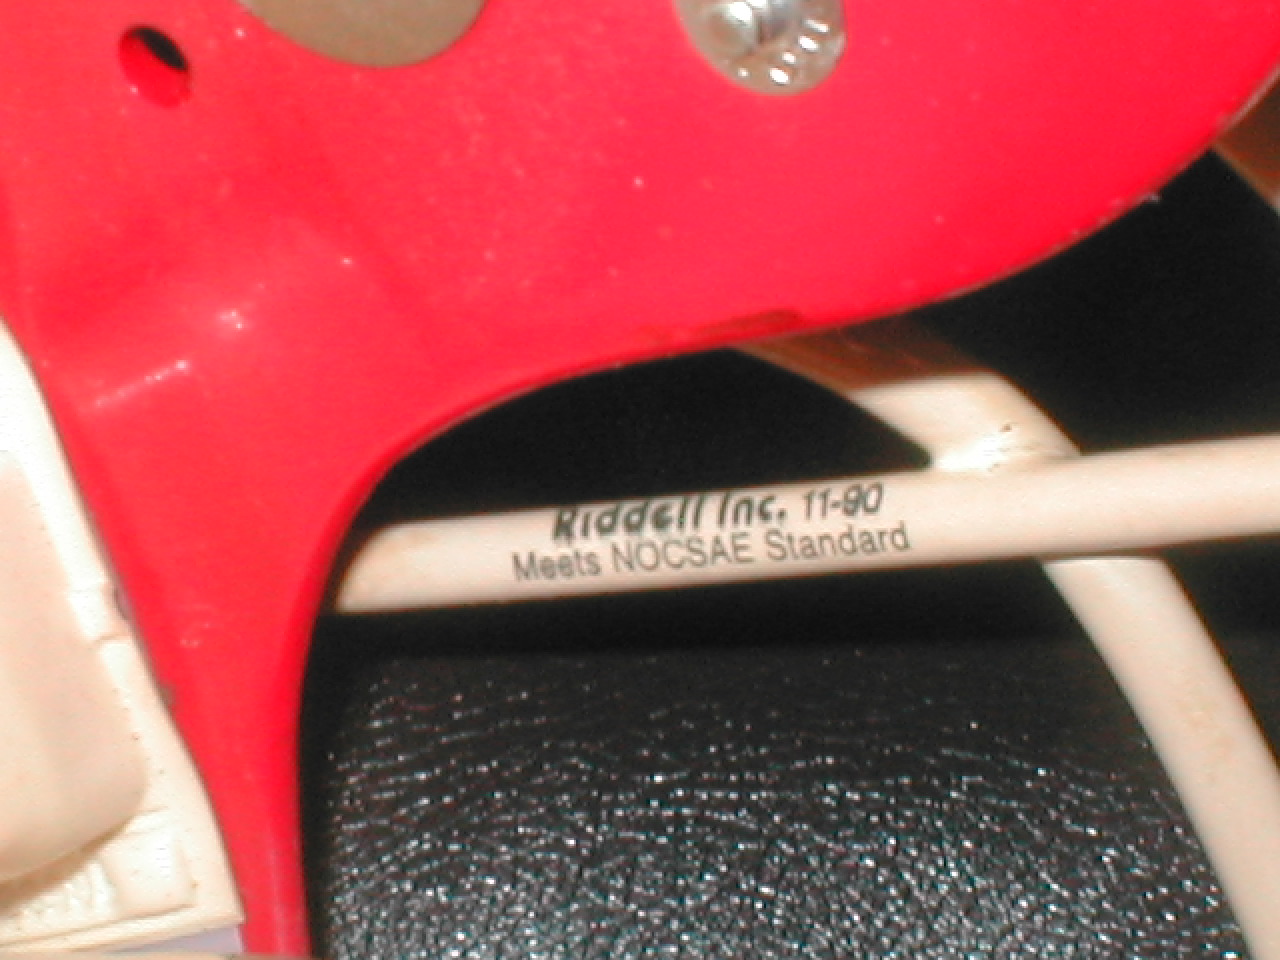 Riddell Inc. 11-90
Meets NOCSAE Standard